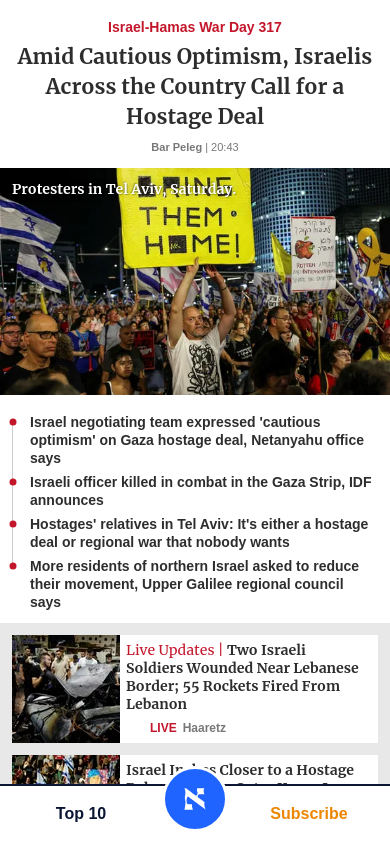 Israel-Hamas War Day 317
Amid Cautious Optimism, Israelis
Across the Country Call for a
Hostage Deal
Bar Peleg | 20:43
Protesters in Tel Aviv, Saturday.
BRING
THEM
HOME!
Israel negotiating team expressed 'cautious
optimism' on Gaza hostage deal, Netanyahu office
says
Israeli officer killed in combat in the Gaza Strip, IDF
announces
Hostages' relatives in Tel Aviv: It's either a hostage
deal or regional war that nobody wants
More residents of northern Israel asked to reduce
their movement, Upper Galilee regional council
says
Live Updates | Two Israeli
Soldiers Wounded Near Lebanese
Border; 55 Rockets Fired From
Lebanon
LIVE Haaretz
Israel Closer to a Hostage
Top 10
Subscribe